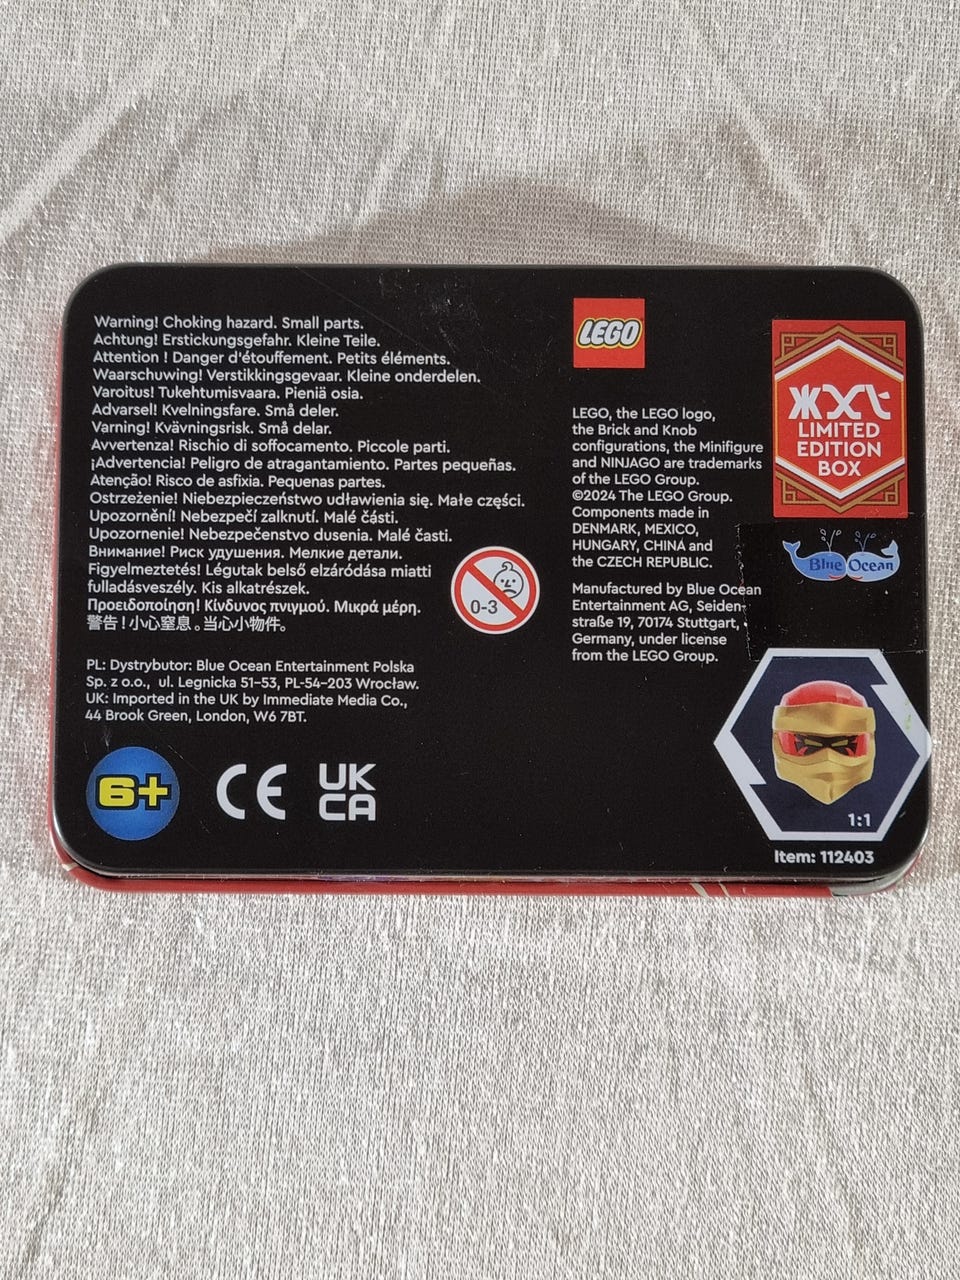 Warning! Choking hazard. Small parts.
Achtung! Erstickungsgefahr. Kleine Teile.
Attention ! Danger d'étouffement. Petits éléments.
Waarschuwing! Verstikkingsgevaar. Kleine onderdelen.
Varoitus! Tukehtumisvaara. Pieniä osia.
Advarsel! Kvelningsfare. Små deler.
Varning! Kvävningsrisk. Små delar.
Avvertenza! Rischio di soffocamento. Piccole parti.
¡Advertencia! Peligro de atragantamiento. Partes pequeñas.
Atenção! Risco de asfixia. Pequenas partes.
Ostrzeżenie! Niebezpieczeństwo udławienia się. Małe części.
Upozornění! Nebezpečí zalknutí. Malé části.
Upozornenie! Nebezpečenstvo dusenia. Malé časti.
Внимание! Риск удушения. Мелкие детали.
Figyelmeztetés! Légutak belső elzáródása miatti
fulladásveszély. Kis alkatrészek.
Προειδοποίηση! Κίνδυνος πνιγμού. Μικρά μέρη.
警告！小心窒息。当心小物件。
0-3
PL: Dystrybutor: Blue Ocean Entertainment Polska
Sp. z o.o., ul. Legnicka 51–53, PL-54–203 Wrocław.
UK: Imported in the UK by Immediate Media Co.,
44 Brook Green, London, W6 7BT.
6+
CE
UK
CA
LEGO
LEGO, the LEGO logo,
the Brick and Knob
configurations, the Minifigure
and NINJAGO are trademarks
of the LEGO Group.
©2024 The LEGO Group.
Components made in
DENMARK, MEXICO,
HUNGARY, CHINA and
the CZECH REPUBLIC.
Manufactured by Blue Ocean
Entertainment AG, Seiden-
straße 19, 70174 Stuttgart,
Germany, under license
from the LEGO Group.
LIMITED
EDITION
BOX
Blue Ocean
1:1
Item: 112403